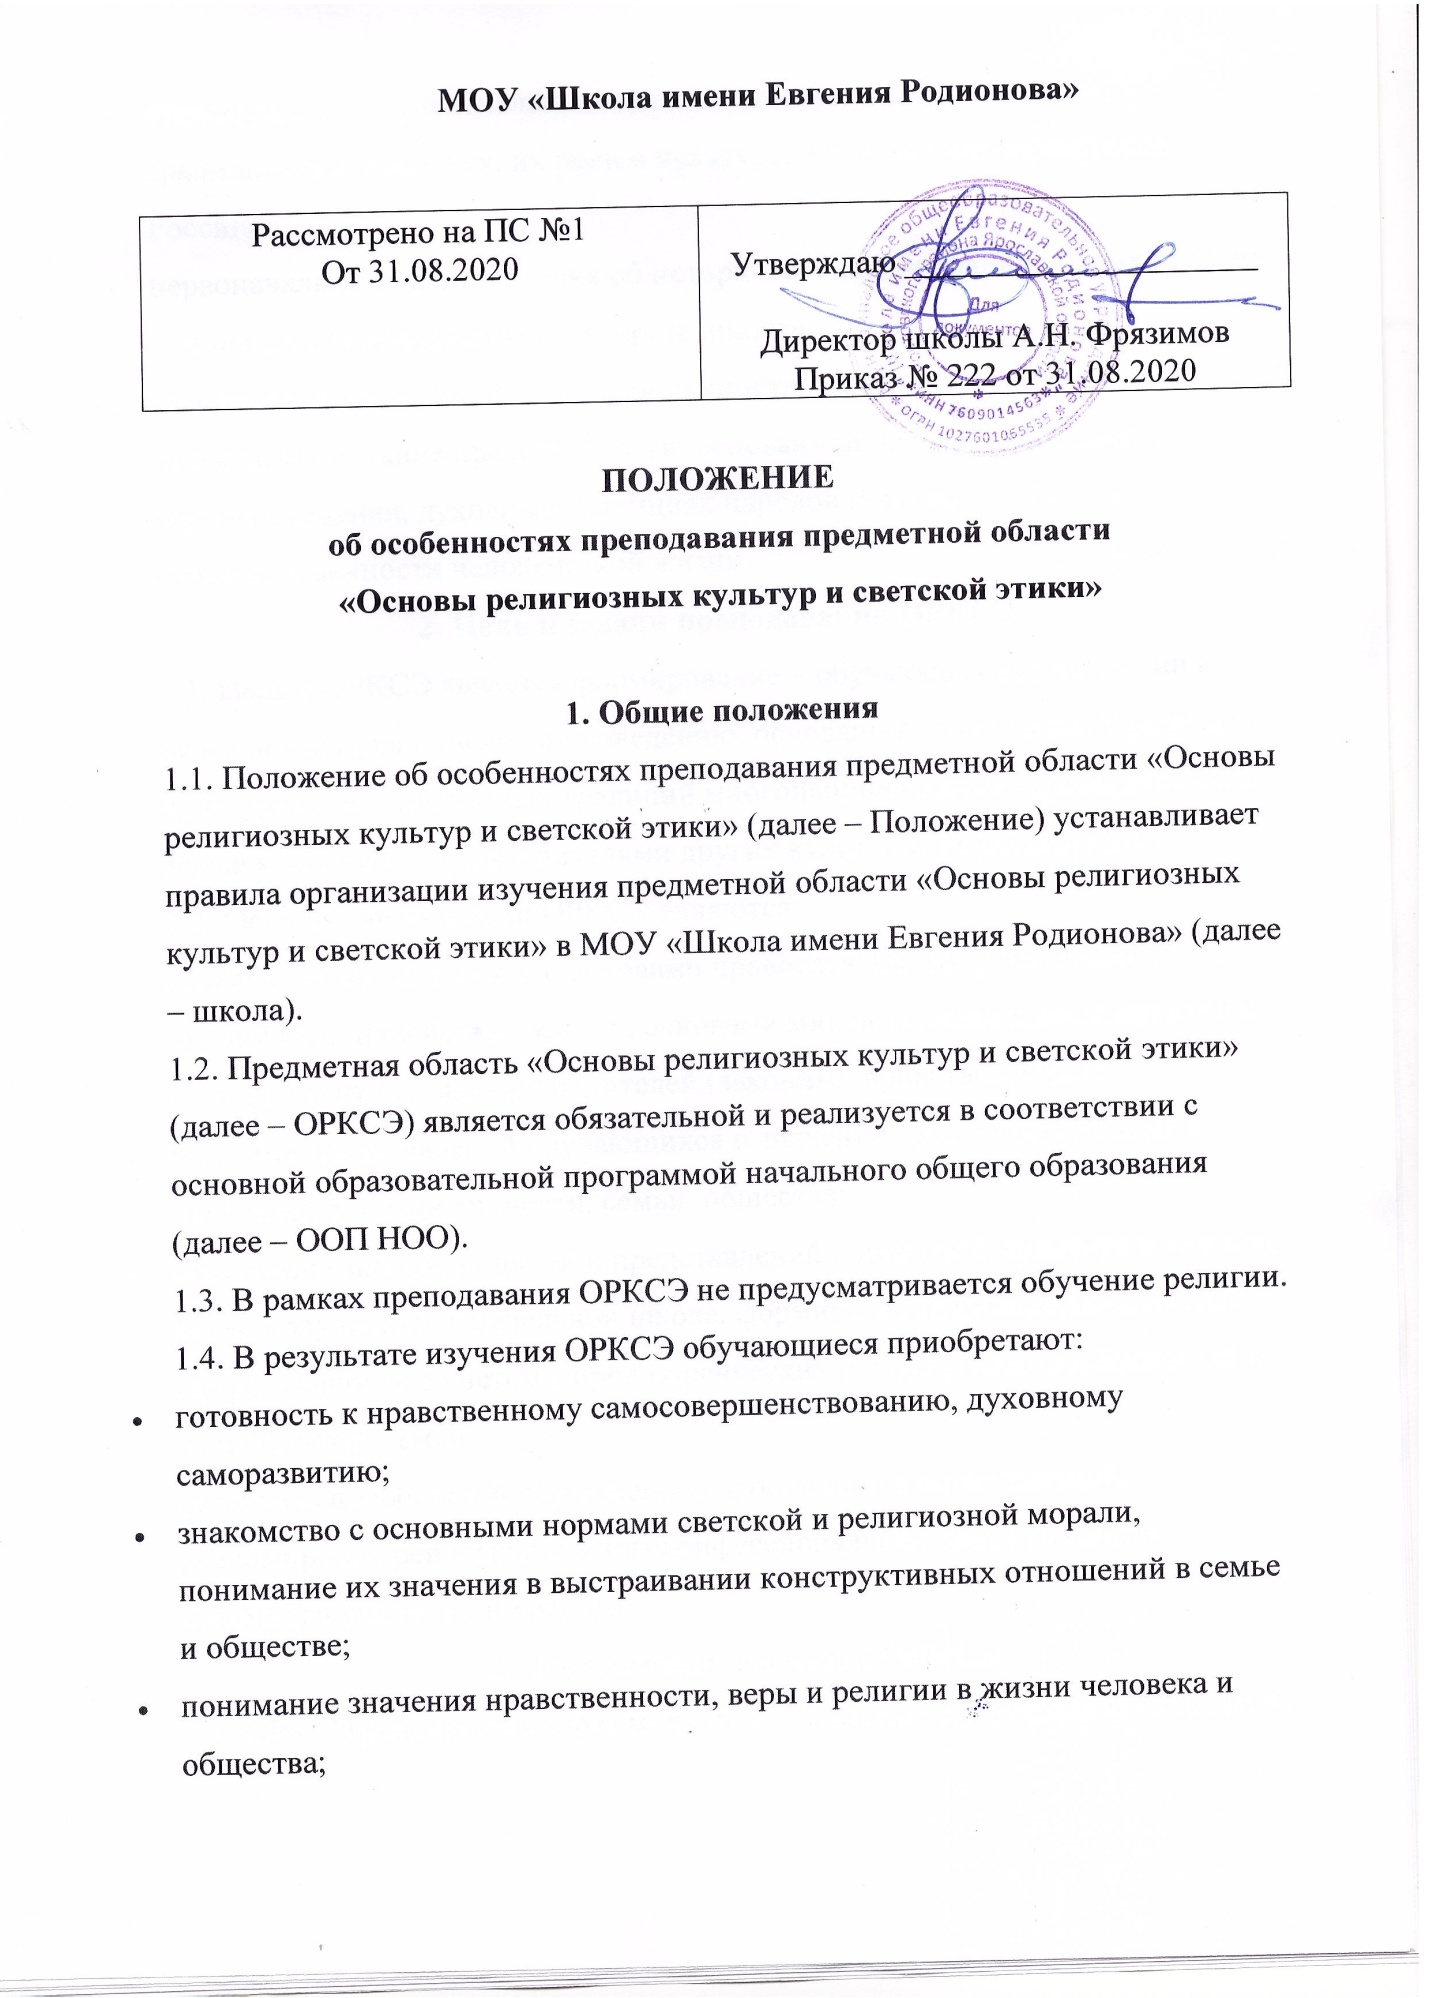 МОУ «Школа имени Евгения Родионова»
Рассмотрено на ПС №1
От 31.08.2020
Утверждаю
Для
документов
Директор школы А.Н. Фрязимов
Приказ № 222 от 31.08.2020
ИНН 7609014563
ОГРН 1027601065535
ПОЛОЖЕНИЕ
об особенностях преподавания предметной области
«Основы религиозных культур и светской этики»
1. Общие положения
1.1. Положение об особенностях преподавания предметной области «Основы
религиозных культур и светской этики» (далее – Положение) устанавливает
правила организации изучения предметной области «Основы религиозных
культур и светской этики» в МОУ «Школа имени Евгения Родионова» (далее
– школа).
1.2. Предметная область «Основы религиозных культур и светской этики»
(далее – ОРКСЭ) является обязательной и реализуется в соответствии с
основной образовательной программой начального общего образования
(далее – ООП НОО).
1.3. В рамках преподавания ОРКСЭ не предусматривается обучение религии.
1.4. В результате изучения ОРКСЭ обучающиеся приобретают:
• готовность к нравственному самосовершенствованию, духовному
саморазвитию;
• знакомство с основными нормами светской и религиозной морали,
понимание их значения в выстраивании конструктивных отношений в семье
и обществе;
• понимание значения нравственности, веры и религии в жизни человека и
общества;